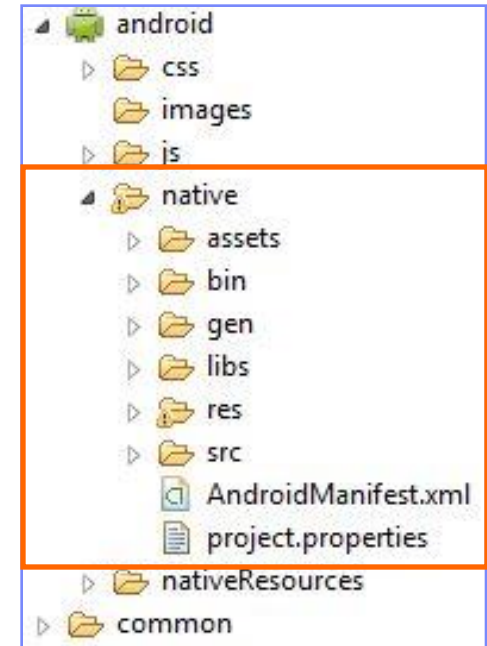 android
css
images
js
native
assets
bin
gen
libs
res
src
AndroidManifest.xml
project.properties
nativeResources
common